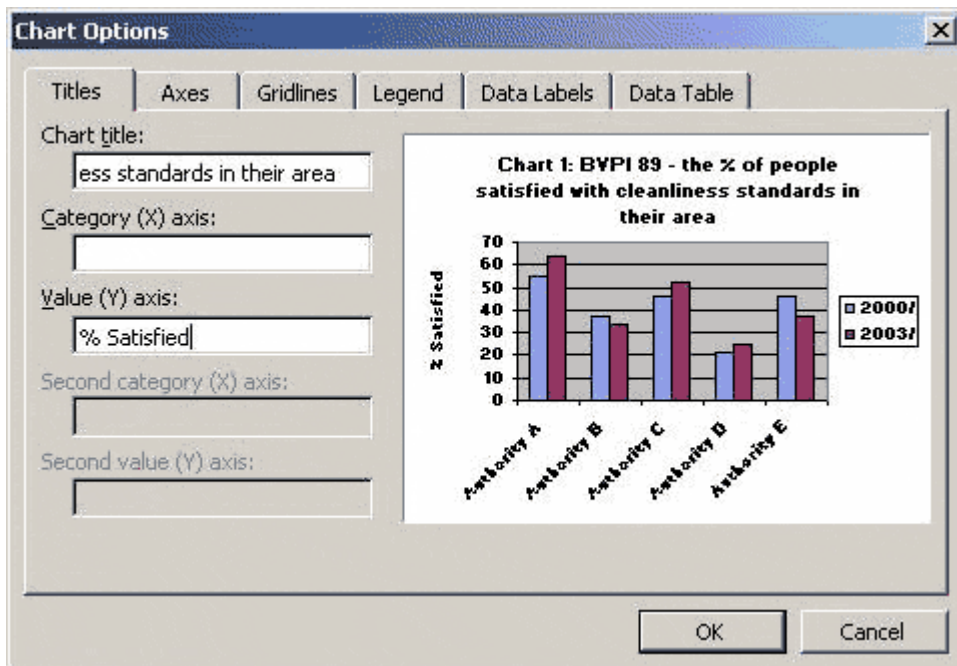 Chart Options
Titles Axes Gridlines Legend Data Labels Data Table
Chart title:
ess standards in their area
Category (X) axis:
Value (Y) axis:
% Satisfied
Second category (X) axis:
Second value (Y) axis:
Chart 1: BVPI 89 - the % of people
satisfied with cleanliness standards in
their area
% Satisfied
70
60
50
40
30
20
10
0
Authority A
Authority B
Authority C
Authority D
Authority E
2000/
2003/
OK Cancel